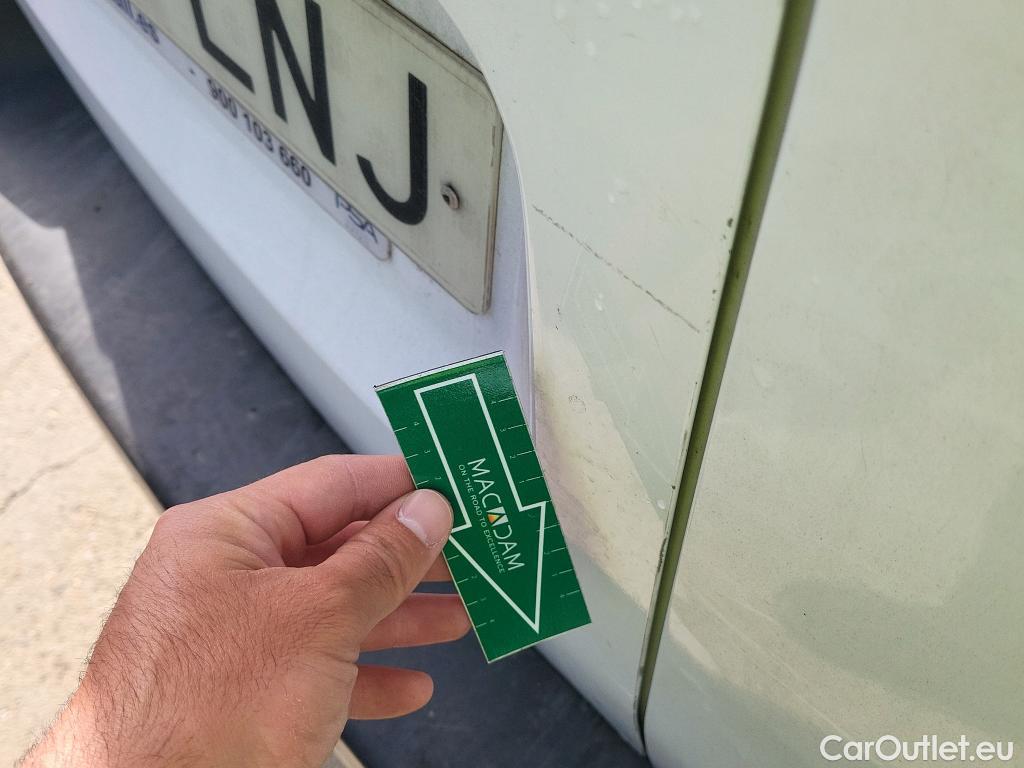 LNJ
900 103 660
PSA
MACADAM
ON THE ROAD TO EXCELLENCE
CarOutlet.eu